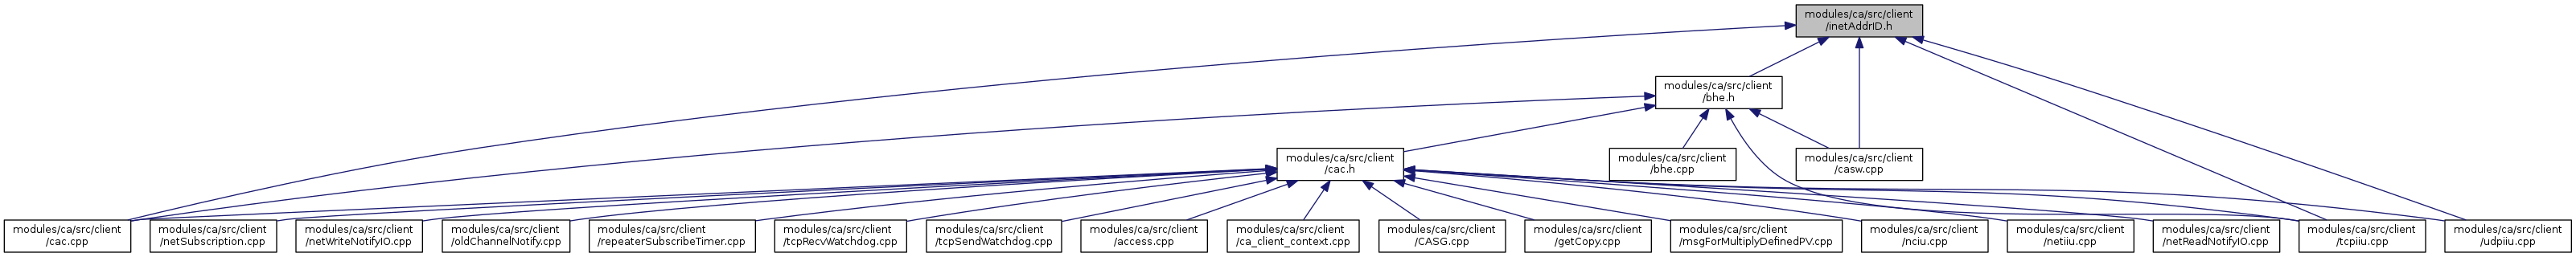 modules/ca/src/client
/inetAddrID.h
modules/ca/src/client
/bhe.h
modules/ca/src/client
/cac.h
modules/ca/src/client
/bhe.cpp
modules/ca/src/client
/casw.cpp
modules/ca/src/client
/cac.cpp
modules/ca/src/client
/netSubscription.cpp
modules/ca/src/client
/netWriteNotifyIO.cpp
modules/ca/src/client
/oldChannelNotify.cpp
modules/ca/src/client
/repeaterSubscribeTimer.cpp
modules/ca/src/client
/tcpRecvWatchdog.cpp
modules/ca/src/client
/tcpSendWatchdog.cpp
modules/ca/src/client
/access.cpp
modules/ca/src/client
/ca_client_context.cpp
modules/ca/src/client
/CASG.cpp
modules/ca/src/client
/getCopy.cpp
modules/ca/src/client
/msgForMultiplyDefinedPV.cpp
modules/ca/src/client
/nciu.cpp
modules/ca/src/client
/netiiu.cpp
modules/ca/src/client
/netReadNotifyIO.cpp
modules/ca/src/client
/tcpiiu.cpp
modules/ca/src/client
/udpiiu.cpp